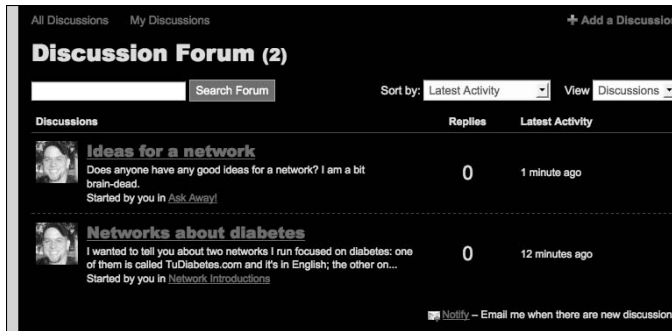 All Discussions My Discussions + Add a Discussion
Discussion Forum (2)
Search Forum Sort by: Latest Activity View Discussions
Discussions Replies Latest Activity
Ideas for a network
Does anyone have any good ideas for a network? I am a bit
brain-dead.
Started by you in Ask Away!
0 1 minute ago
Networks about diabetes
I wanted to tell you about two networks I run focused on diabetes: one
of them is called TuDiabetes.com and it's in English; the other on...
Started by you in Network Introductions
0 12 minutes ago
Notify – Email me when there are new discussion